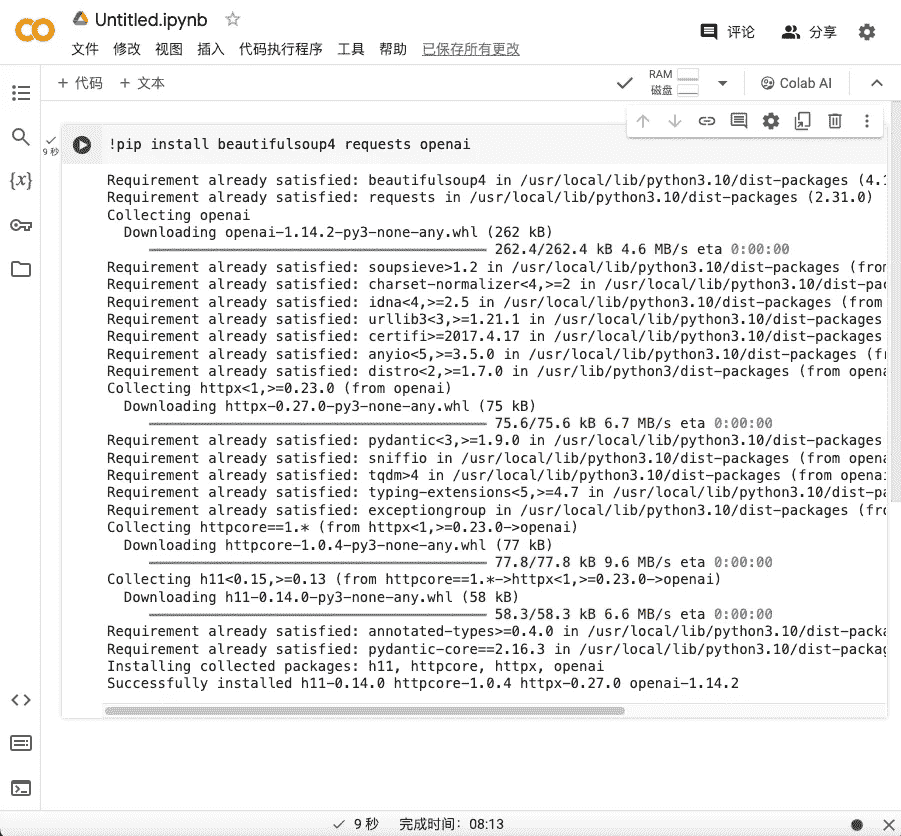 Untitled.ipynb
文件 修改 视图 插入 代码执行程序 工具 帮助 已保存所有更改
评论 分享
+ 代码 + 文本
RAM
磁盘
Colab AI
9 秒
{x}
!pip install beautifulsoup4 requests openai
Requirement already satisfied: beautifulsoup4 in /usr/local/lib/python3.10/dist-packages (4.1
Requirement already satisfied: requests in /usr/local/lib/python3.10/dist-packages (2.31.0)
Collecting openai
Downloading openai-1.14.2-py3-none-any.whl (262 kB)
262.4/262.4 kB 4.6 MB/s eta 0:00:00
Requirement already satisfied: soupsieve>1.2 in /usr/local/lib/python3.10/dist-packages (from
Requirement already satisfied: charset-normalizer<4,>=2 in /usr/local/lib/python3.10/dist-pac
Requirement already satisfied: idna<4,>=2.5 in /usr/local/lib/python3.10/dist-packages (from
Requirement already satisfied: urllib3<3,>=1.21.1 in /usr/local/lib/python3.10/dist-packages
Requirement already satisfied: certifi>=2017.4.17 in /usr/local/lib/python3.10/dist-packages
Requirement already satisfied: anyio<5,>=3.5.0 in /usr/local/lib/python3.10/dist-packages (fr
Requirement already satisfied: distro<2,>=1.7.0 in /usr/lib/python3/dist-packages (from opena
Collecting httpx<1,>=0.23.0 (from openai)
Downloading httpx-0.27.0-py3-none-any.whl (75 kB)
75.6/75.6 kB 6.7 MB/s eta 0:00:00
Requirement already satisfied: pydantic<3,>=1.9.0 in /usr/local/lib/python3.10/dist-packages
Requirement already satisfied: sniffio in /usr/local/lib/python3.10/dist-packages (from opena
Requirement already satisfied: tqdm>4 in /usr/local/lib/python3.10/dist-packages (from openai
Requirement already satisfied: typing-extensions<5,>=4.7 in /usr/local/lib/python3.10/dist-pa
Requirement already satisfied: exceptiongroup in /usr/local/lib/python3.10/dist-packages (fro
Collecting httpcore==1.* (from httpx<1,>=0.23.0->openai)
Downloading httpcore-1.0.4-py3-none-any.whl (77 kB)
77.8/77.8 kB 9.6 MB/s eta 0:00:00
Collecting h11<0.15,>=0.13 (from httpcore==1.*->httpx<1,>=0.23.0->openai)
Downloading h11-0.14.0-py3-none-any.whl (58 kB)
58.3/58.3 kB 6.6 MB/s eta 0:00:00
Requirement already satisfied: annotated-types>=0.4.0 in /usr/local/lib/python3.10/dist-packa
Requirement already satisfied: pydantic-core==2.16.3 in /usr/local/lib/python3.10/dist-packag
Installing collected packages: h11, httpcore, httpx, openai
Successfully installed h11-0.14.0 httpcore-1.0.4 httpx-0.27.0 openai-1.14.2
9 秒 完成时间：08:13